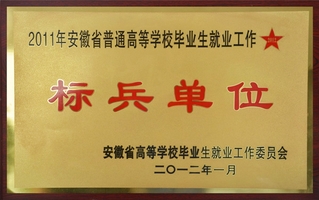 2011年安徽省普通高等学校毕业生就业工作
标兵单位
安徽省高等学校毕业生就业工作委员会
二〇一二年一月